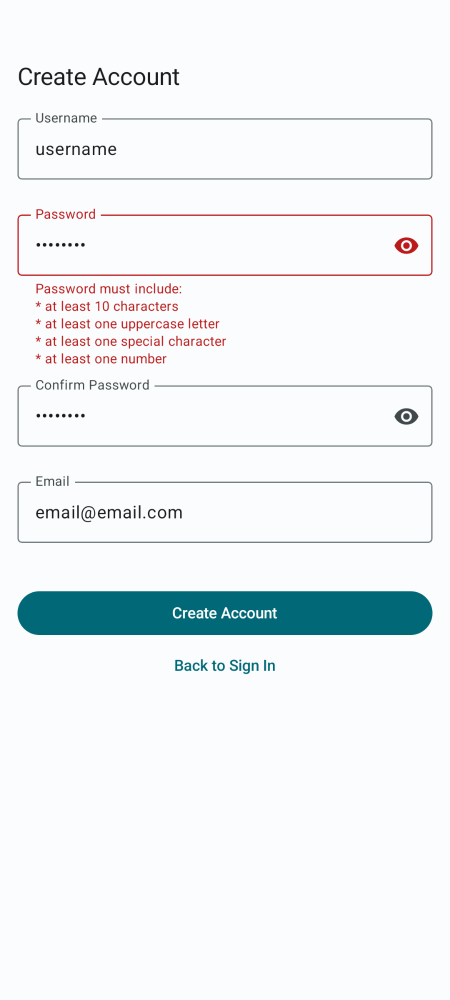 Create Account
Username
username
Password
••••••••
Password must include:
* at least 10 characters
* at least one uppercase letter
* at least one special character
* at least one number
Confirm Password
••••••••
Email
email@email.com
Create Account
Back to Sign In